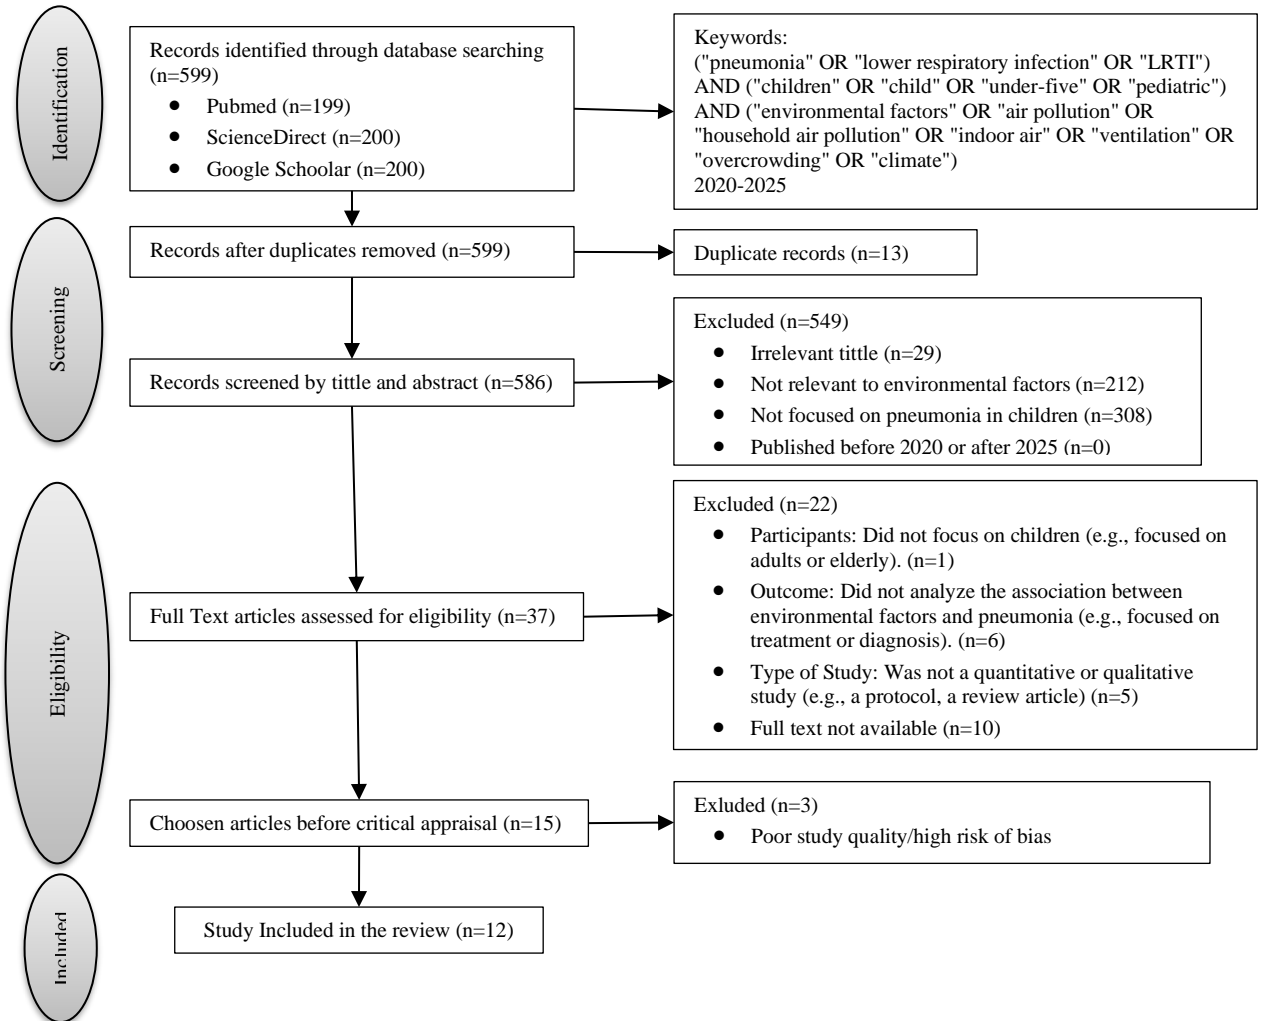 Identification
Records identified through database searching
(n=599)
• Pubmed (n=199)
• ScienceDirect (n=200)
• Google Schoolar (n=200)
Keywords:
("pneumonia" OR "lower respiratory infection" OR "LRTI")
AND ("children" OR "child" OR "under-five" OR "pediatric")
AND ("environmental factors" OR "air pollution" OR
"household air pollution" OR "indoor air" OR "ventilation" OR
"overcrowding" OR "climate")
2020-2025
Screening
Records after duplicates removed (n=599)
Duplicate records (n=13)
Records screened by tittle and abstract (n=586)
Excluded (n=549)
• Irrelevant tittle (n=29)
• Not relevant to environmental factors (n=212)
• Not focused on pneumonia in children (n=308)
• Published before 2020 or after 2025 (n=0)
Eligibility
Full Text articles assessed for eligibility (n=37)
Excluded (n=22)
• Participants: Did not focus on children (e.g., focused on
adults or elderly). (n=1)
• Outcome: Did not analyze the association between
environmental factors and pneumonia (e.g., focused on
treatment or diagnosis). (n=6)
• Type of Study: Was not a quantitative or qualitative
study (e.g., a protocol, a review article) (n=5)
• Full text not available (n=10)
Choosen articles before critical appraisal (n=15)
Exluded (n=3)
• Poor study quality/high risk of bias
Included
Study Included in the review (n=12)